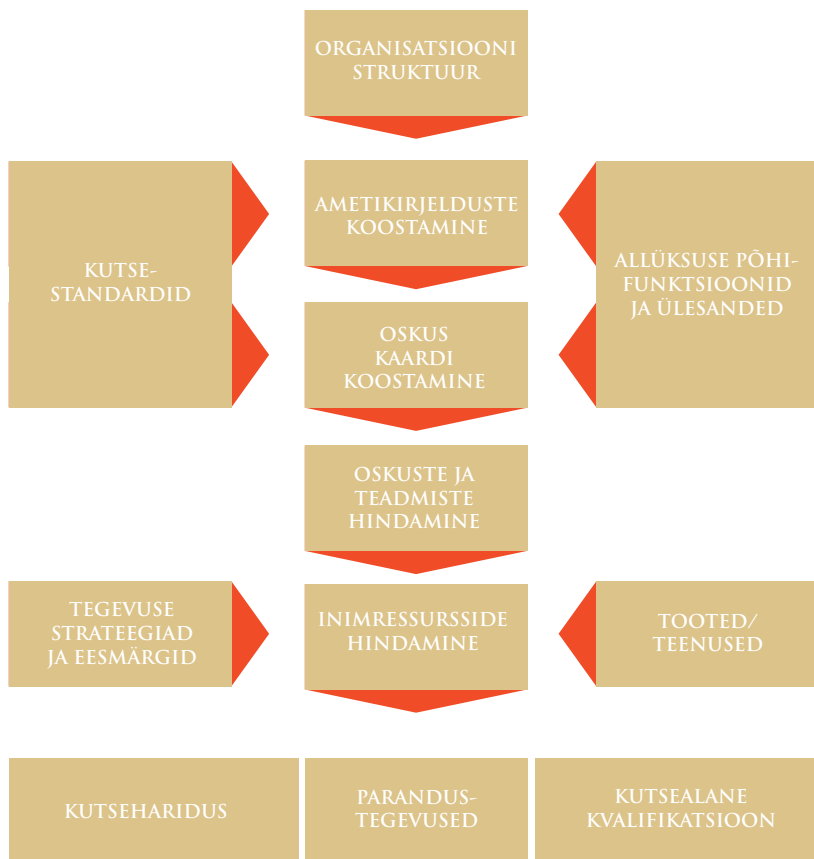 ORGANISATSIOONI
STRUKTUUR
KUTSE-
STANDARDID
AMETIKIRJELDUSTE
KOOSTAMINE
ALLÜKSUSE PÕHI-
FUNKTSIOONID
JA ÜLESANDED
OSKUS
KAARDI
KOOSTAMINE
OSKUSTE JA
TEADMISTE
HINDAMINE
TEGEVUSE
STRATEEGIAD
JA EESMÄRGID
INIMRESSURSSIDE
HINDAMINE
TOOTED/
TEENUSED
KUTSEHARIDUS
PARANDUS-
TEGEVUSED
KUTSEALANE
KVALIFIKATSIOON